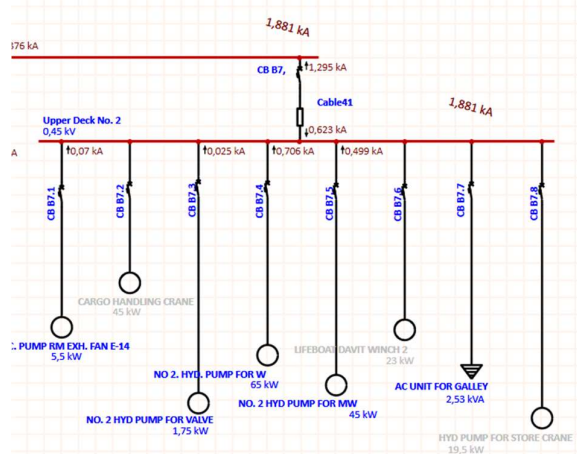 1,881 kA
376 kA
CB B7,
1,295 kA
Cable41
1,881 kA
Upper Deck No. 2
0,45 kV
0,623 kA
A
0,07 kA
0,025 kA
0,706 kA
0,499 kA
CB B7.1
CB B7.2
CB B7.3
CB B7.4
CB B7.5
CB B7.6
CB B7.7
CB B7.8
CARGO HANDLING CRANE
45 kW
:. PUMP RM EXH. FAN E-14
5,5 kW
LIFEBOAT DAVIT WINCH 2
23 kW
NO 2. HYD. PUMP FOR W
65 kW
AC UNIT FOR GALLEY
2,53 kVA
NO. 2 HYD PUMP FOR MW
45 kW
NO. 2 HYD PUMP FOR VALVE
1,75 kW
HYD PUMP FOR STORE CRANE
19,5 kW